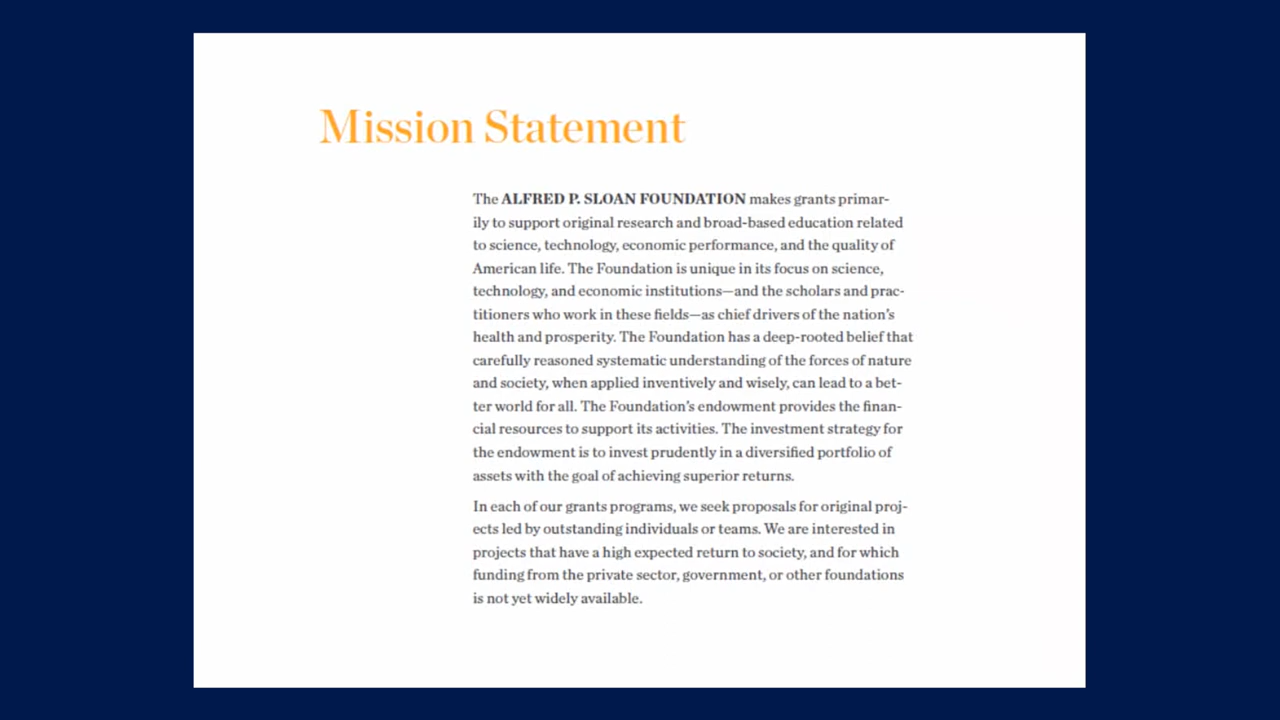 Mission Statement
The ALFRED P. SLOAN FOUNDATION makes grants primar-
ily to support original research and broad-based education related
to science, technology, economic performance, and the quality of
American life. The Foundation is unique in its focus on science,
technology, and economic institutions—and the scholars and prac-
titioners who work in these fields—as chief drivers of the nation’s
health and prosperity. The Foundation has a deep-rooted belief that
carefully reasoned systematic understanding of the forces of nature
and society, when applied inventively and wisely, can lead to a bet-
ter world for all. The Foundation’s endowment provides the finan-
cial resources to support its activities. The investment strategy for
the endowment is to invest prudently in a diversified portfolio of
assets with the goal of achieving superior returns.
In each of our grants programs, we seek proposals for original proj-
ects led by outstanding individuals or teams. We are interested in
projects that have a high expected return to society, and for which
funding from the private sector, government, or other foundations
is not yet widely available.